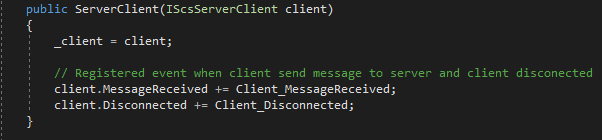 public ServerClient(IScsServerClient client)
{
_client = client;
// Registered event when client send message to server and client disconected
client.MessageReceived += Client_MessageReceived;
client.Disconnected += Client_Disconnected;
}